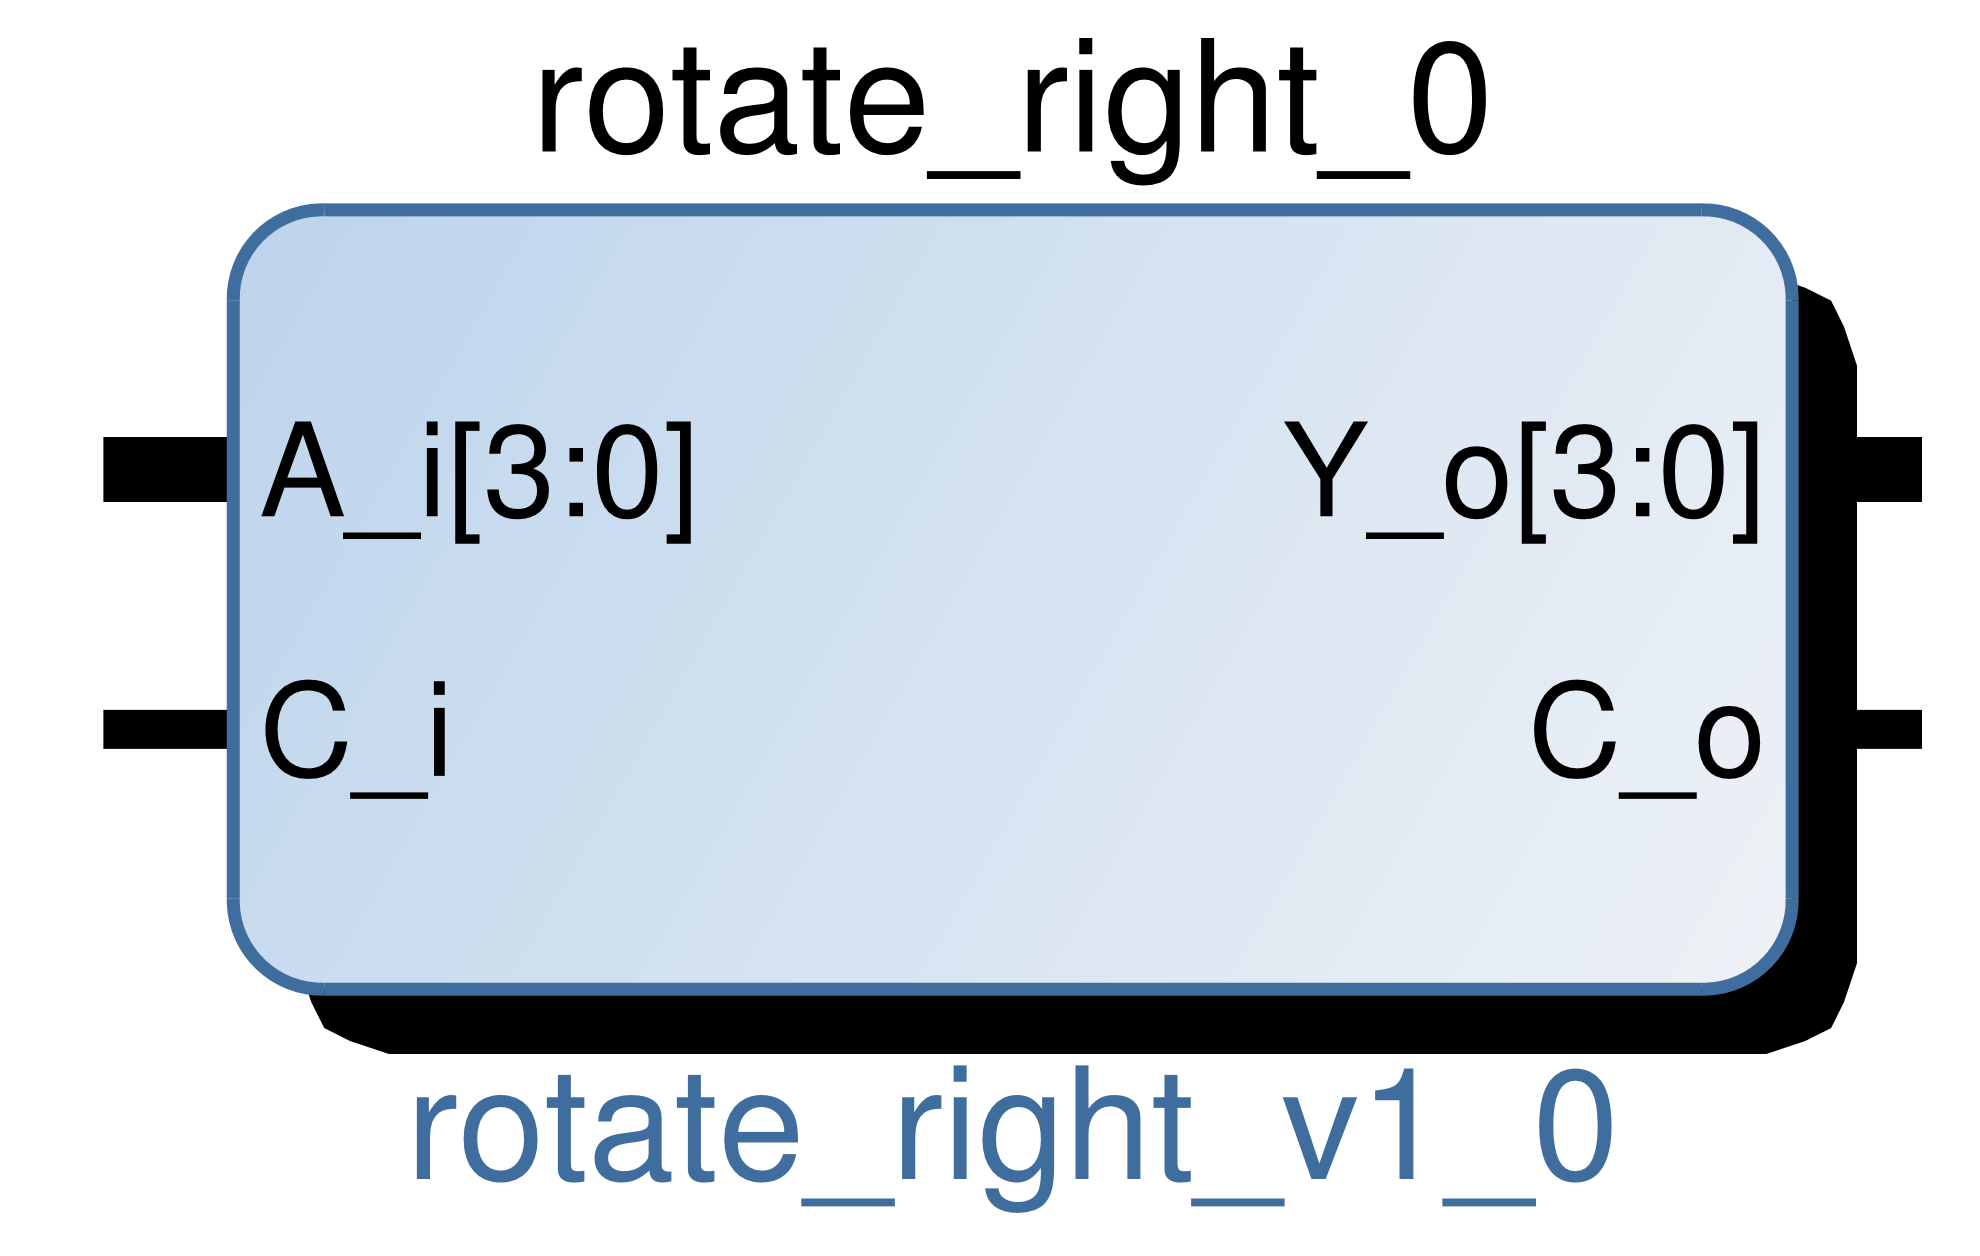 rotate_right_0
A_i[3:0] Y_o[3:0]
C_i C_o
rotate_right_v1_0